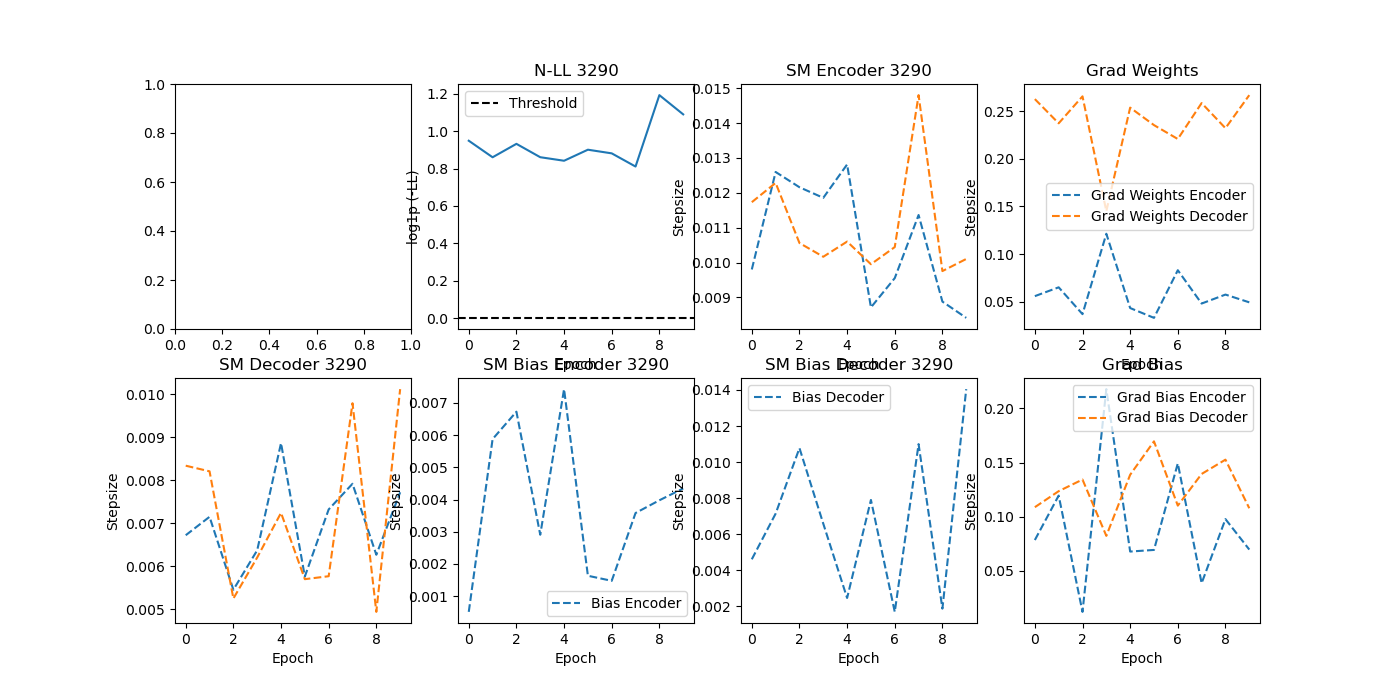 1.0
0.8
0.6
0.4
0.2
0.0
0.0 0.2 0.4 0.6 0.8 1.0
N-LL 3290
log1p (-LL)
1.2
1.0
0.8
0.6
0.4
0.2
0.0
Threshold
0 2 4 6 8
Epoch
SM Encoder 3290
Stepsize
0.015
0.014
0.013
0.012
0.011
0.010
0.009
0 2 4 6 8
Epoch
Grad Weights
Stepsize
0.25
0.20
0.15
0.10
0.05
Grad Weights Encoder
Grad Weights Decoder
0 2 4 6 8
Epoch
SM Decoder 3290
Stepsize
0.010
0.009
0.008
0.007
0.006
0.005
0 2 4 6 8
Epoch
SM Bias Encoder 3290
Stepsize
0.007
0.006
0.005
0.004
0.003
0.002
0.001
Bias Encoder
0 2 4 6 8
Epoch
SM Bias Decoder 3290
Stepsize
0.014
0.012
0.010
0.008
0.006
0.004
0.002
Bias Decoder
0 2 4 6 8
Epoch
Grad Bias
Stepsize
0.20
0.15
0.10
0.05
Grad Bias Encoder
Grad Bias Decoder
0 2 4 6 8
Epoch